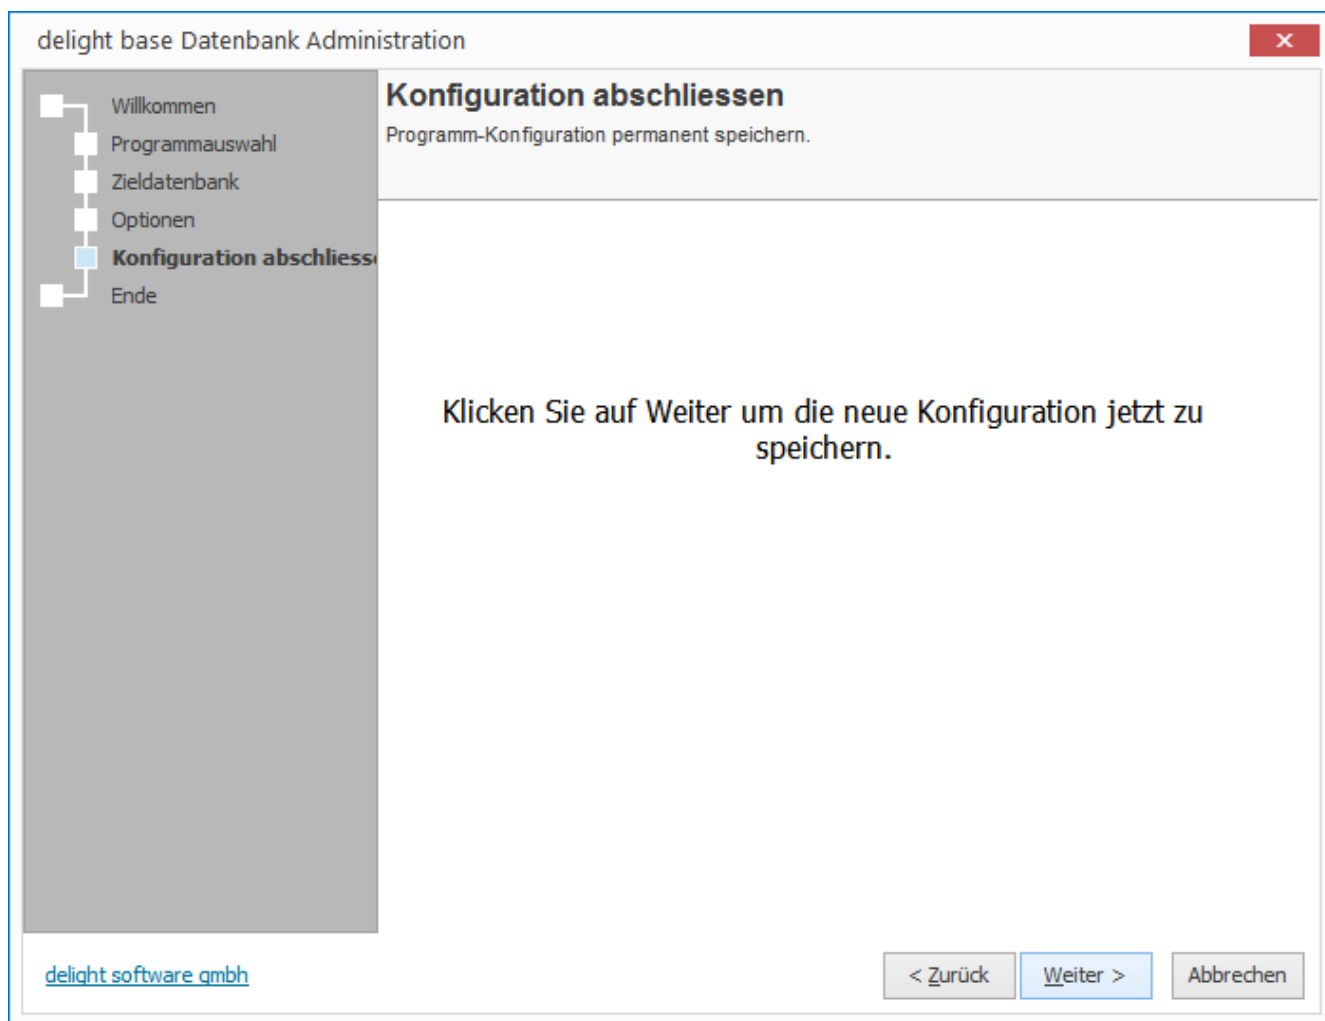 delight base Datenbank Administration
Willkommen
Programmauswahl
Zieldatenbank
Optionen
Konfiguration abschliess
Ende
Konfiguration abschliessen
Programm-Konfiguration permanent speichern.
Klicken Sie auf Weiter um die neue Konfiguration jetzt zu
speichern.
delight software gmbh
< Zurück
Weiter >
Abbrechen